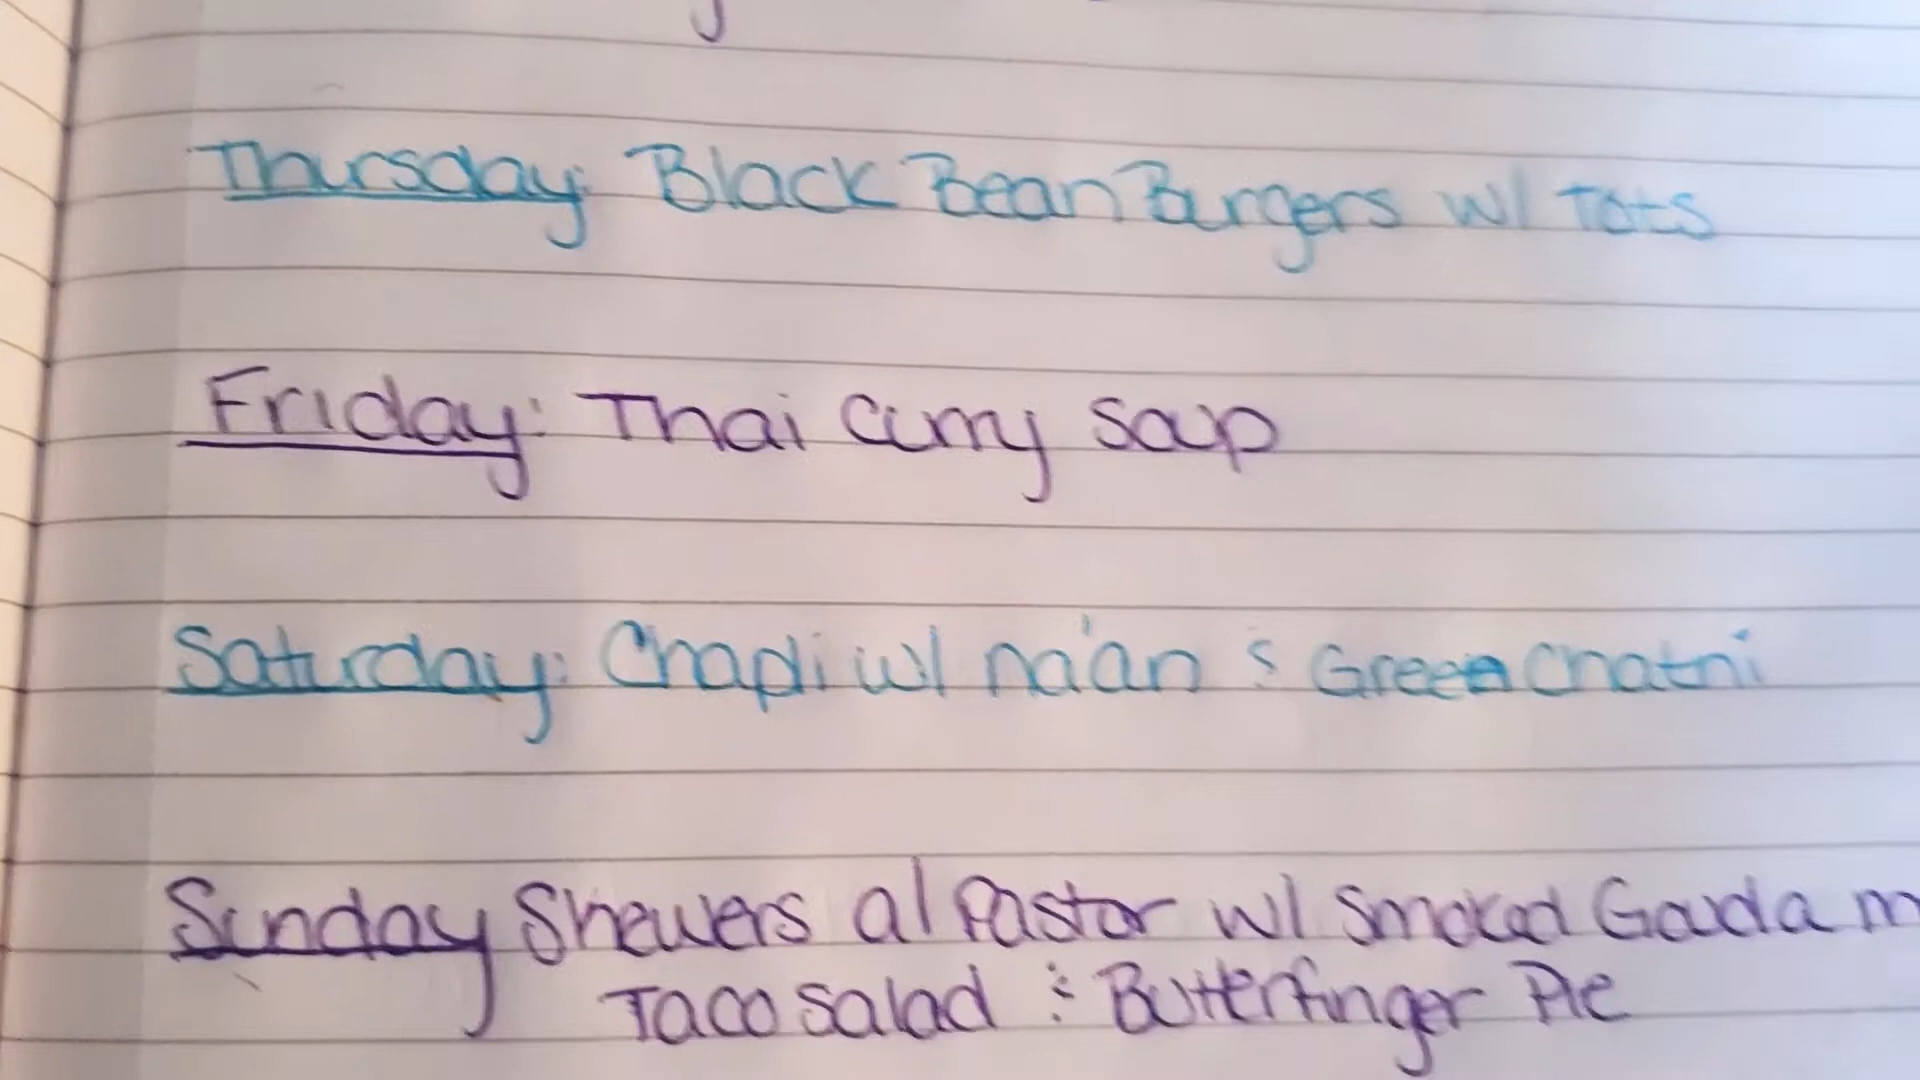 Thursday: Black Bean Burgers w/ Tots
Friday: Thai Curry Soup
Saturday: Chapli w/ na'an & Green Chatni
Sunday Skewers al Pastor w/ Smoked Gouda m
Taco Salad & Butterfinger Pie